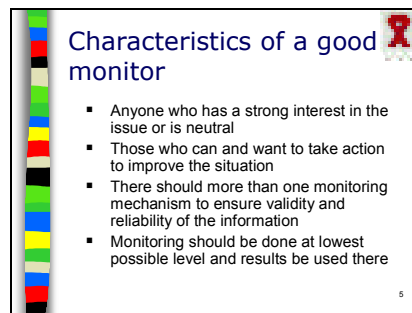 Characteristics of a good
monitor
▪ Anyone who has a strong interest in the
issue or is neutral
▪ Those who can and want to take action
to improve the situation
▪ There should more than one monitoring
mechanism to ensure validity and
reliability of the information
▪ Monitoring should be done at lowest
possible level and results be used there
5